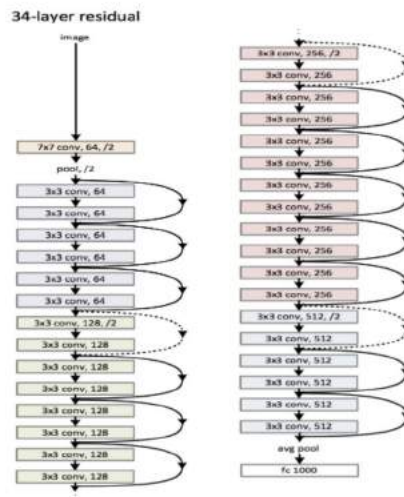 34-layer residual
image
7x7 conv, 64, /2
pool, /2
3x3 conv, 64
3x3 conv, 64
3x3 conv, 64
3x3 conv, 64
3x3 conv, 64
3x3 conv, 64
3x3 conv, 128, /2
3x3 conv, 128
3x3 conv, 128
3x3 conv, 128
3x3 conv, 128
3x3 conv, 128
3x3 conv, 128
3x3 conv, 128
3x3 conv, 256, /2
3x3 conv, 256
3x3 conv, 256
3x3 conv, 256
3x3 conv, 256
3x3 conv, 256
3x3 conv, 256
3x3 conv, 256
3x3 conv, 256
3x3 conv, 256
3x3 conv, 256
3x3 conv, 256
3x3 conv, 512, /2
3x3 conv, 512
3x3 conv, 512
3x3 conv, 512
3x3 conv, 512
3x3 conv, 512
avg pool
fc 1000